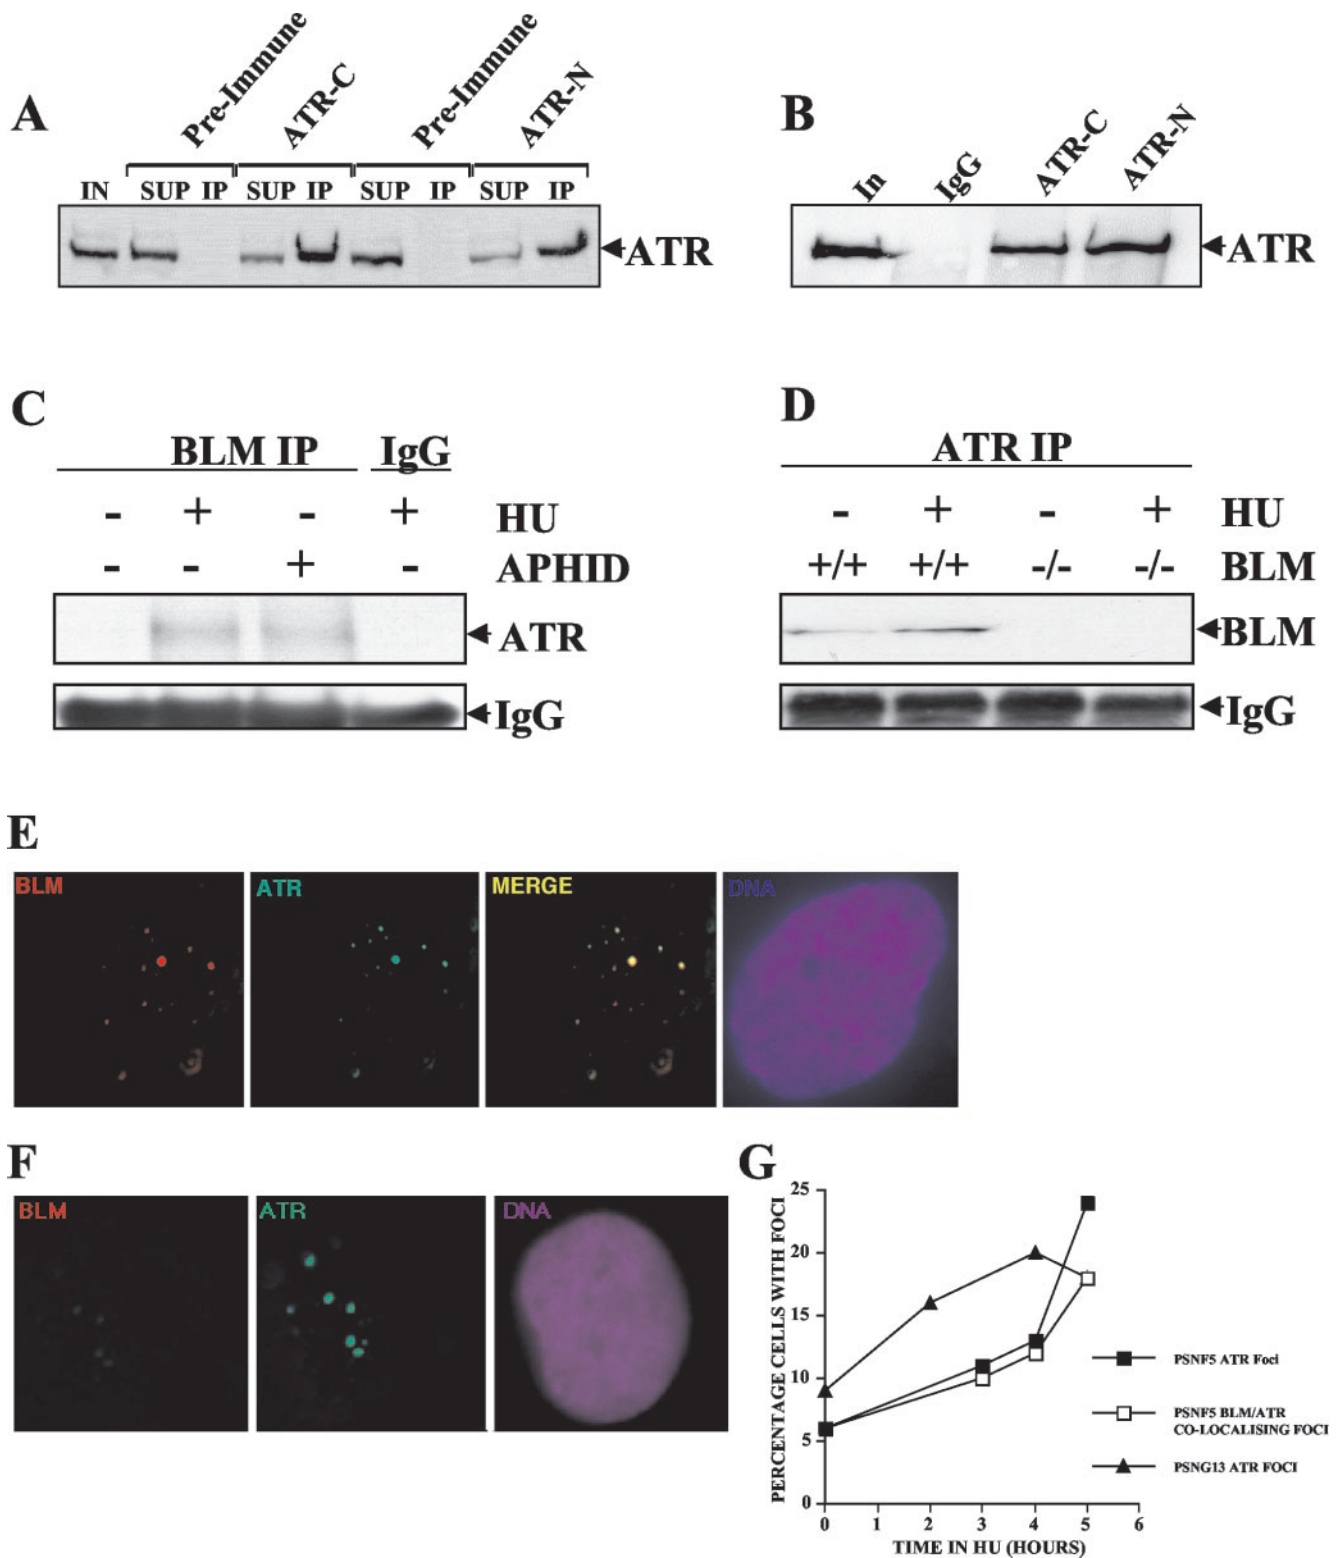 A
Pre-Immune
ATR-C
Pre-Immune
ATR-N
IN SUP IP SUP IP SUP IP SUP IP
ATR
B
In
IgG
ATR-C
ATR-N
ATR
C
BLM IP IgG
- + - + HU
- - + - APHID
ATR
IgG
D
ATR IP
- + - + HU
+/+ +/+ -/- -/- BLM
BLM
IgG
E
BLM
ATR
MERGE
DNA
F
BLM
ATR
DNA
G
PERCENTAGE CELLS WITH FOCI
25
20
15
10
5
0
0 1 2 3 4 5 6
TIME IN HU (HOURS)
PSNF5 ATR Foci
PSNF5 BLM/ATR
CO-LOCALISING FOCI
PSNG13 ATR FOCI